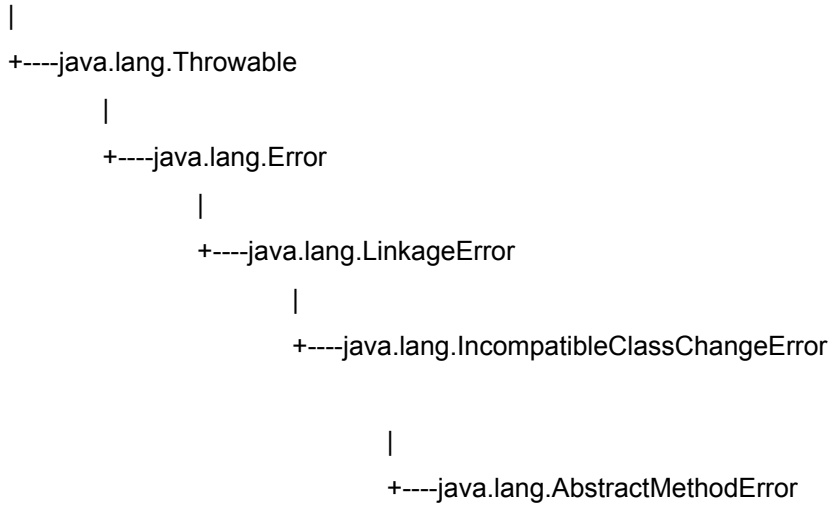 |
+----java.lang.Throwable
|
+----java.lang.Error
|
+----java.lang.LinkageError
|
+----java.lang.IncompatibleClassChangeError
|
+----java.lang.AbstractMethodError